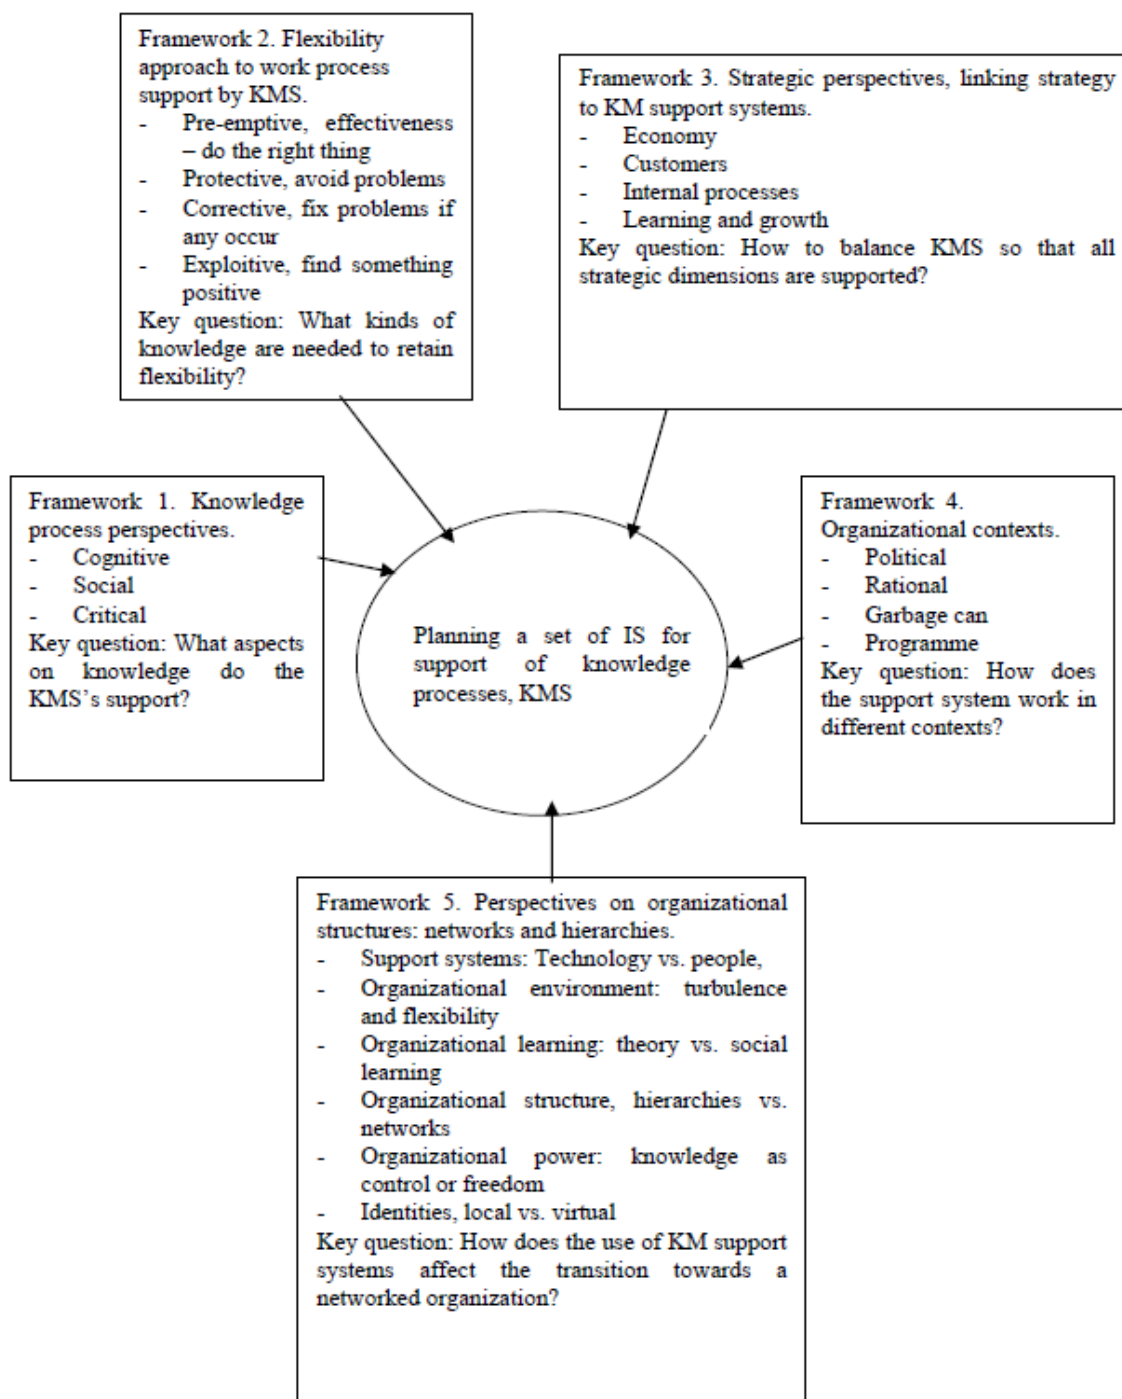 Framework 2. Flexibility
approach to work process
support by KMS.
- Pre-emptive, effectiveness
– do the right thing
- Protective, avoid problems
- Corrective, fix problems if
any occur
- Exploitive, find something
positive
Key question: What kinds of
knowledge are needed to retain
flexibility?
Framework 3. Strategic perspectives, linking strategy
to KM support systems.
- Economy
- Customers
- Internal processes
- Learning and growth
Key question: How to balance KMS so that all
strategic dimensions are supported?
Framework 1. Knowledge
process perspectives.
- Cognitive
- Social
- Critical
Key question: What aspects
on knowledge do the
KMS's support?
Planning a set of IS for
support of knowledge
processes, KMS
Framework 4.
Organizational contexts.
- Political
- Rational
- Garbage can
- Programme
Key question: How does
the support system work in
different contexts?
Framework 5. Perspectives on organizational
structures: networks and hierarchies.
- Support systems: Technology vs. people,
- Organizational environment: turbulence
and flexibility
- Organizational learning: theory vs. social
learning
- Organizational structure, hierarchies vs.
networks
- Organizational power: knowledge as
control or freedom
- Identities, local vs. virtual
Key question: How does the use of KM support
systems affect the transition towards a
networked organization?